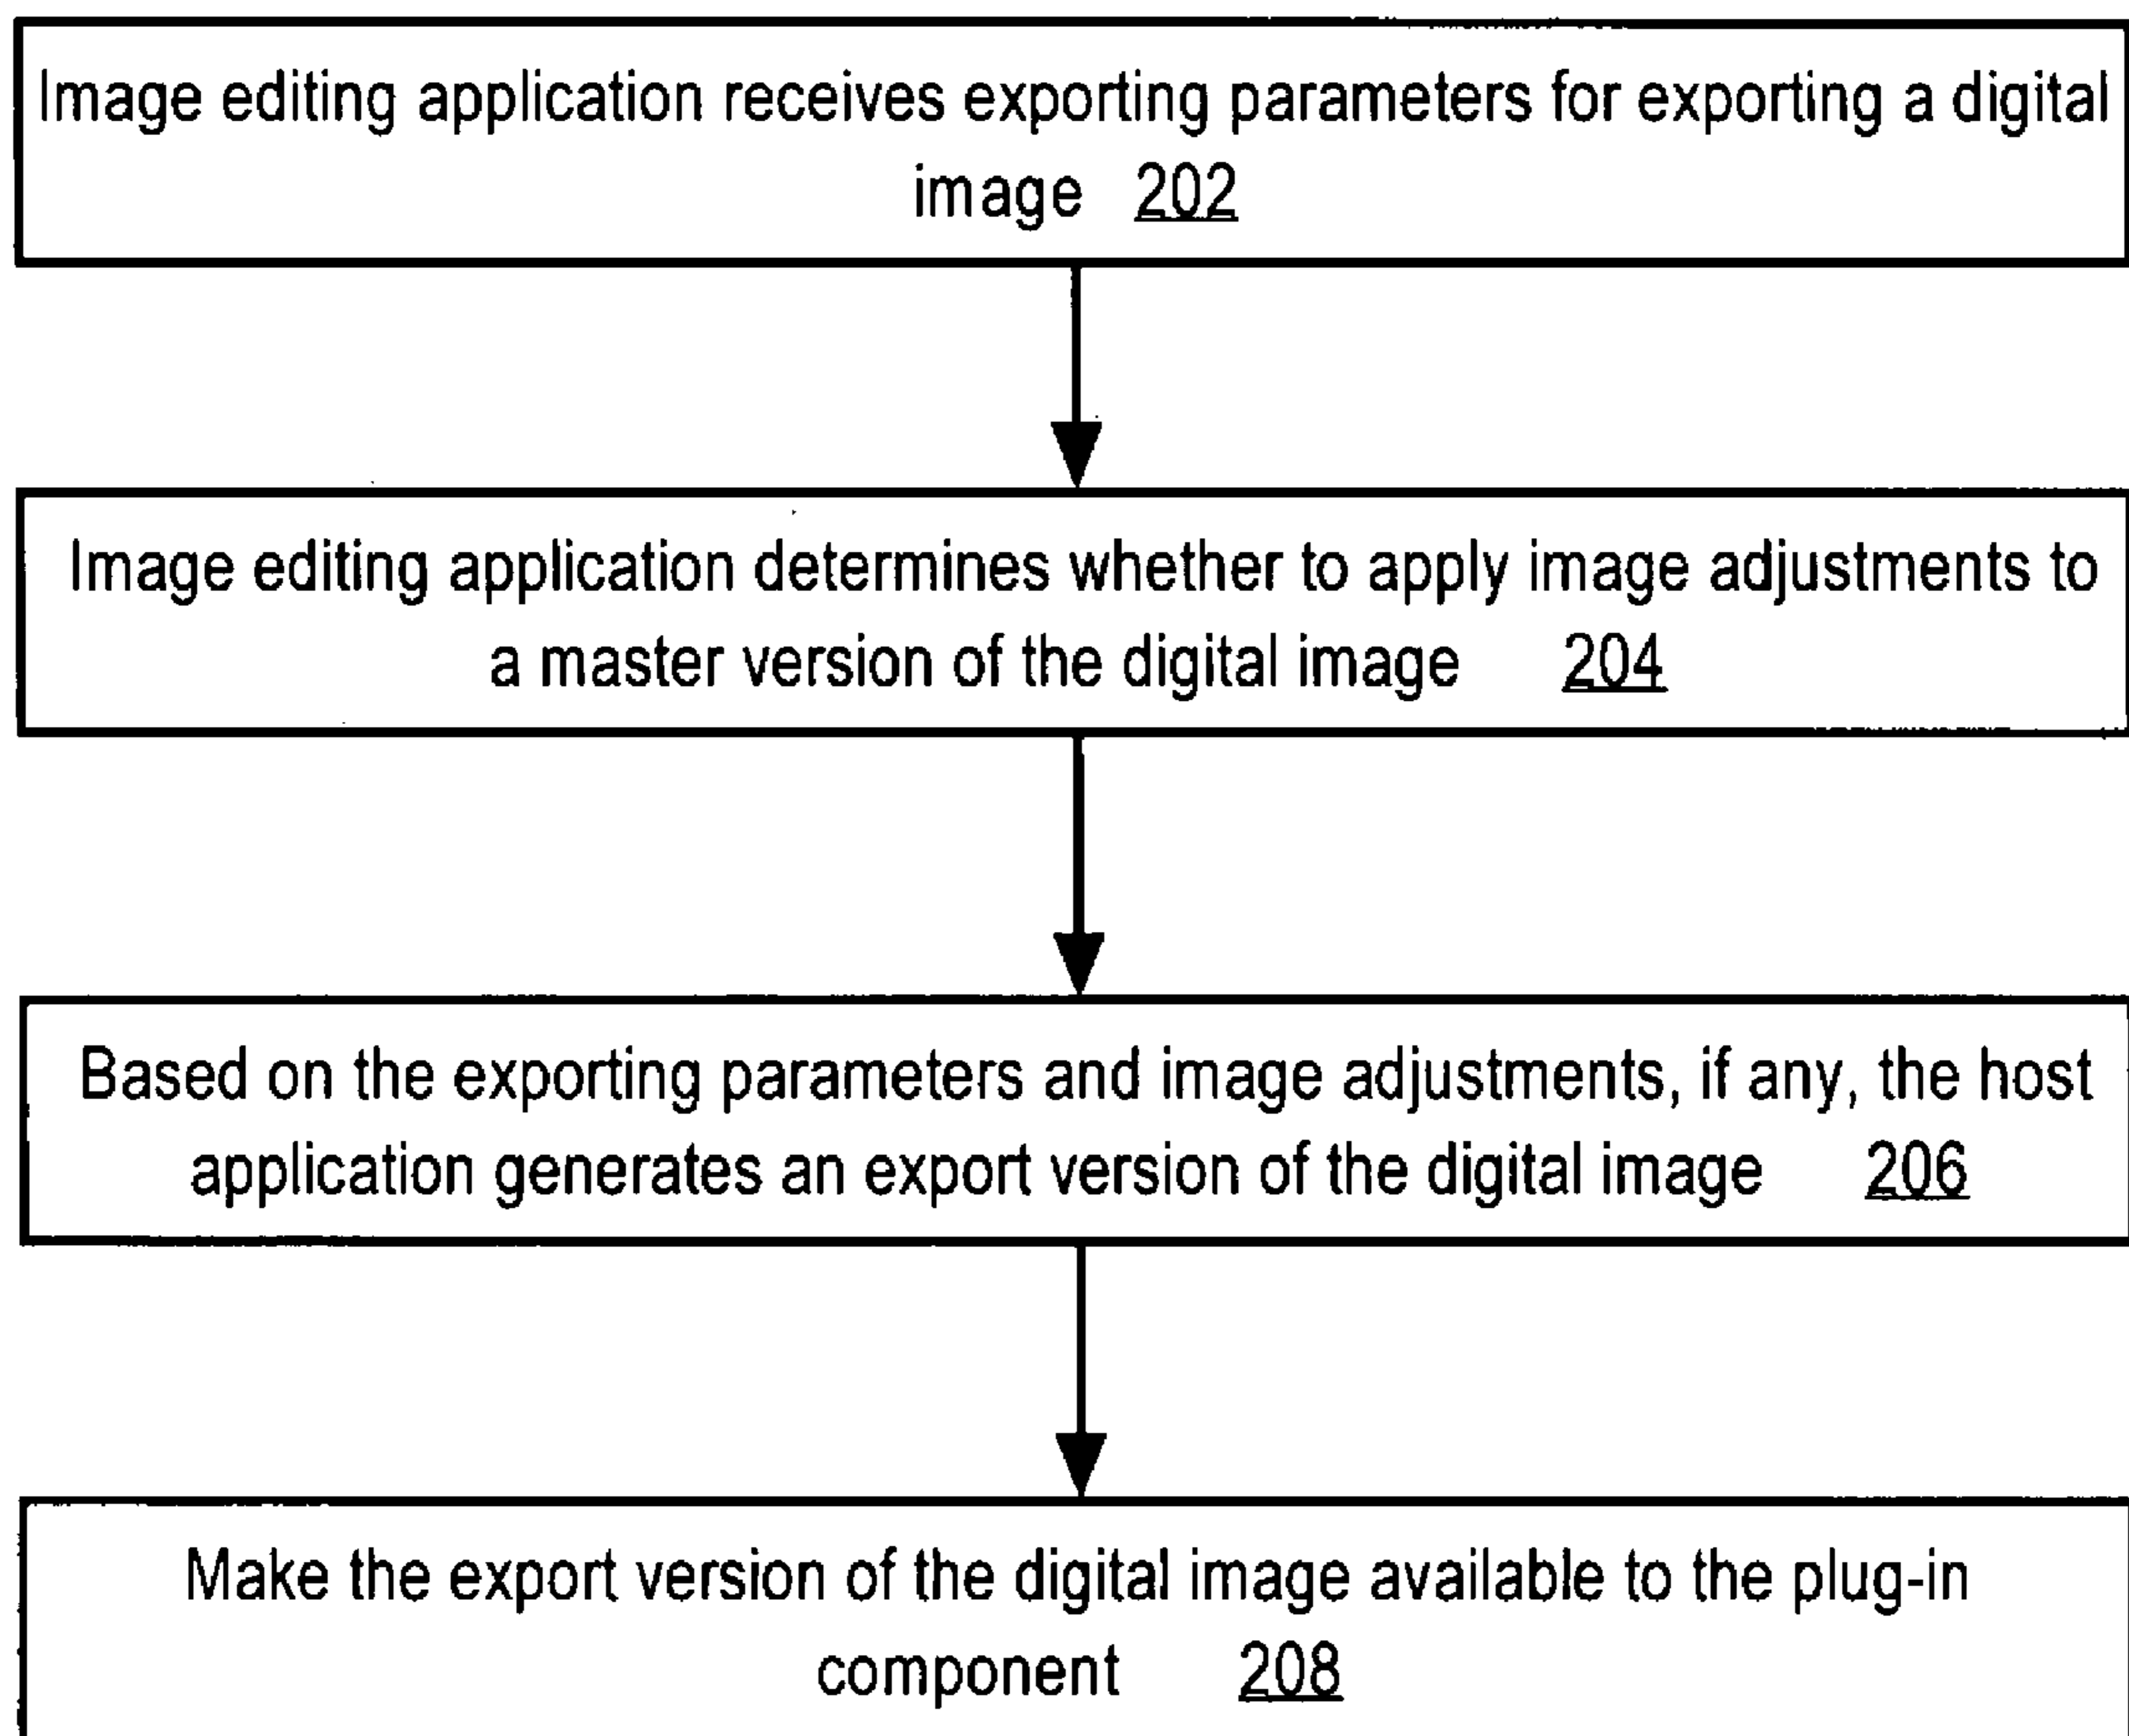 Image editing application receives exporting parameters for exporting a digital
image 202
Image editing application determines whether to apply image adjustments to
a master version of the digital image 204
Based on the exporting parameters and image adjustments, if any, the host
application generates an export version of the digital image 206
Make the export version of the digital image available to the plug-in
component 208